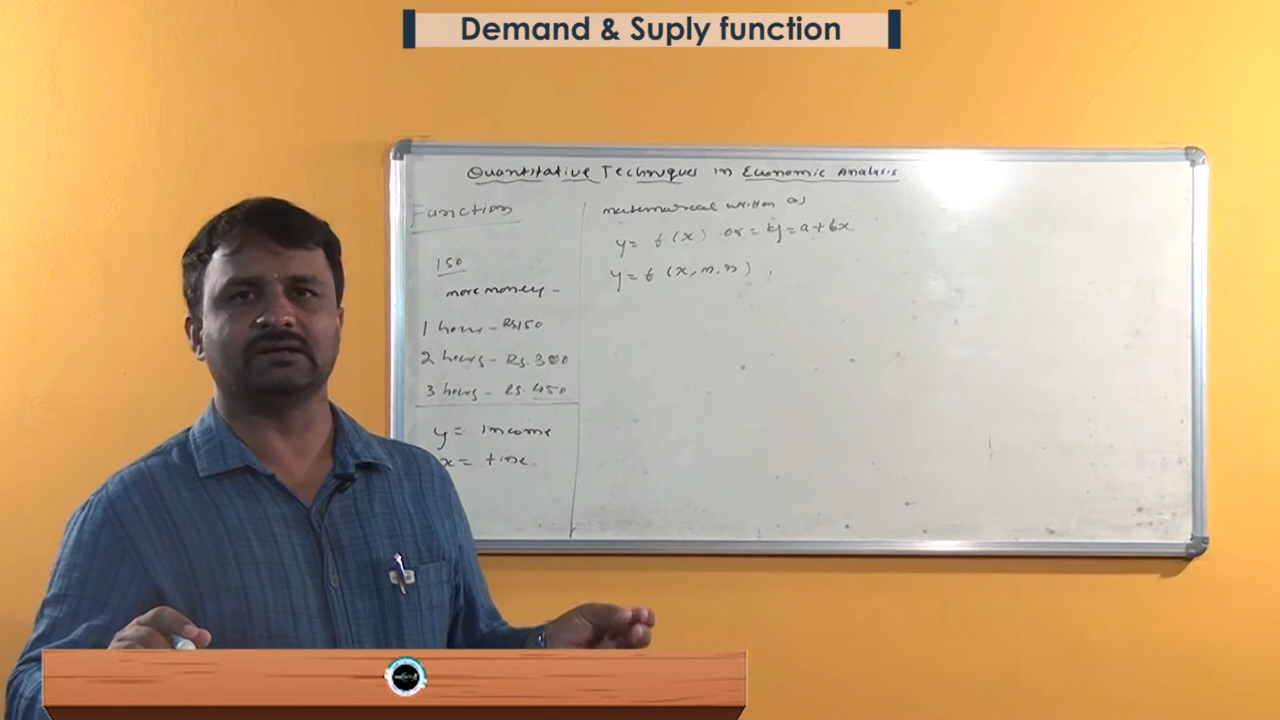 Demand & Suply function
Quantitative Techniques in Economic Analysis
Function
150
more money -
1 hour - Rs150
2 hours - Rs. 300
3 hours - Rs. 450
y = income
x = time
mathematical written as
y = f (x) or = y = a + bx
y = f (x, m, n) .